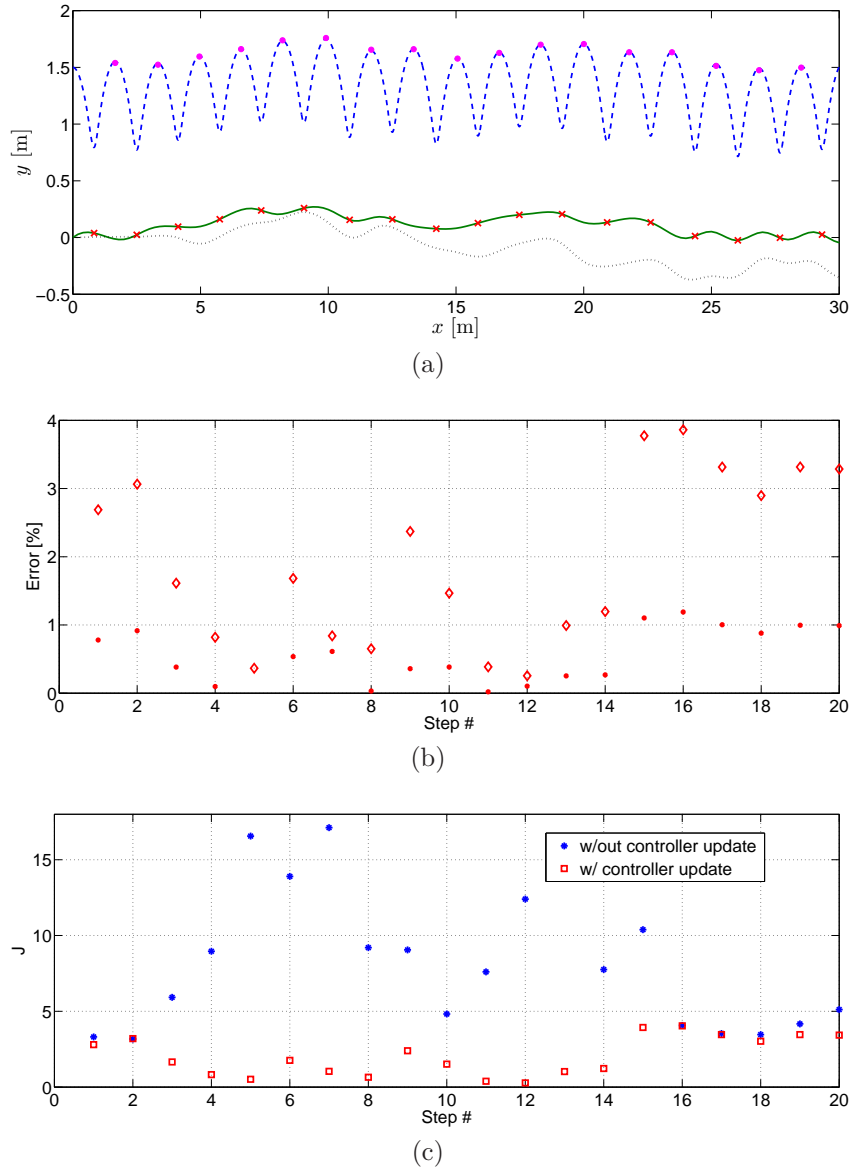 2
1.5
1
0.5
0
−0.5
y [m]
0 5 10 15 20 25 30
x [m]
(a)
4
3
2
1
0
Error [%]
0 2 4 6 8 10 12 14 16 18 20
Step #
(b)
15
10
5
0
J
w/out controller update
w/ controller update
0 2 4 6 8 10 12 14 16 18 20
Step #
(c)